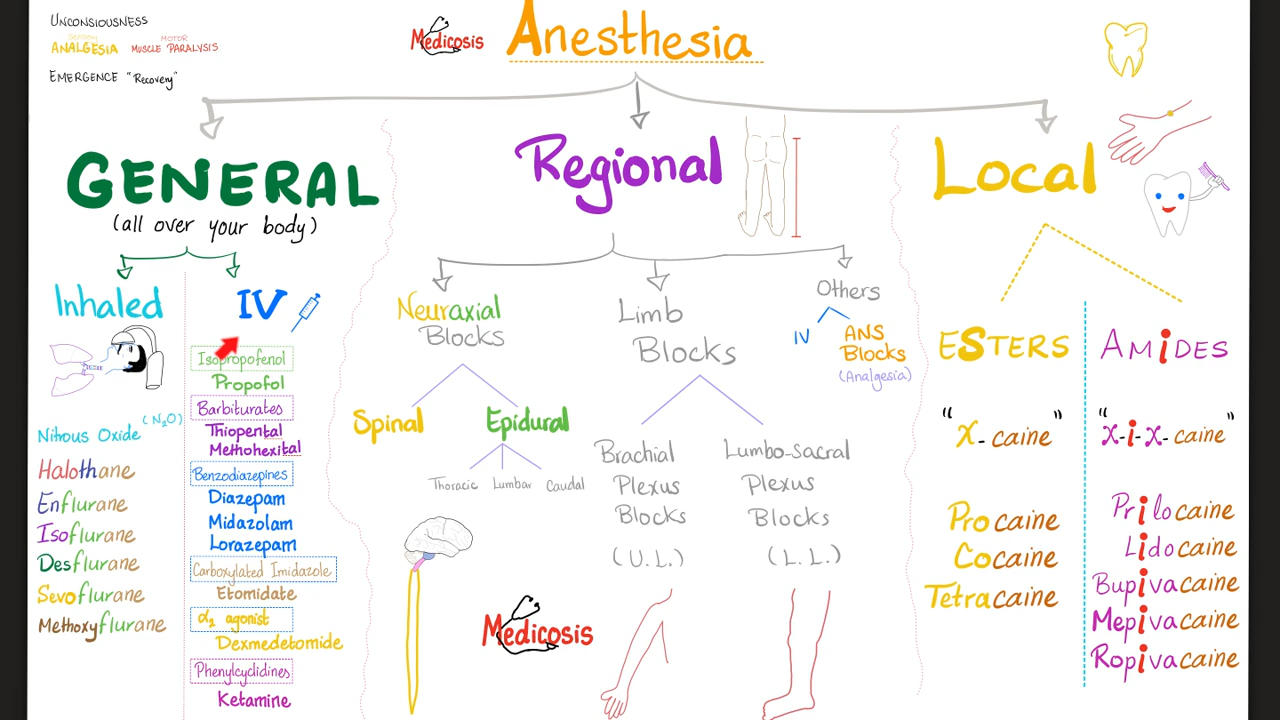 UNCONSIOUSNESS
SENSORY
ANALGESIA
MOTOR
MUSCLE PARALYSIS
EMERGENCE "Recovery"
Medicosis
Anesthesia
GENERAL
(all over your body)
Inhaled
Nitrous Oxide (N2O)
Halothane
Enflurane
Isoflurane
Desflurane
Sevoflurane
Methoxyflurane
IV
Isopropofenol
Propofol
Barbiturates
Thiopental
Methohexital
Benzodiazepines
Diazepam
Midazolam
Lorazepam
Carboxylated Imidazole
Etomidate
α2 agonist
Dexmedetomide
Phenylcyclidines
Ketamine
Regional
Neuraxial
Blocks
Spinal
Epidural
Thoracic Lumbar Caudal
Limb
Blocks
Brachial
Plexus
Blocks
(U.L.)
Lumbo-Sacral
Plexus
Blocks
(L.L.)
Others
IV
ANS
Blocks
(Analgesia)
Medicosis
Local
ESTERS
"X-caine"
Procaine
Cocaine
Tetracaine
AMiDES
"X-i-X-caine"
Prilocaine
Lidocaine
Bupivacaine
Mepivacaine
Ropivacaine